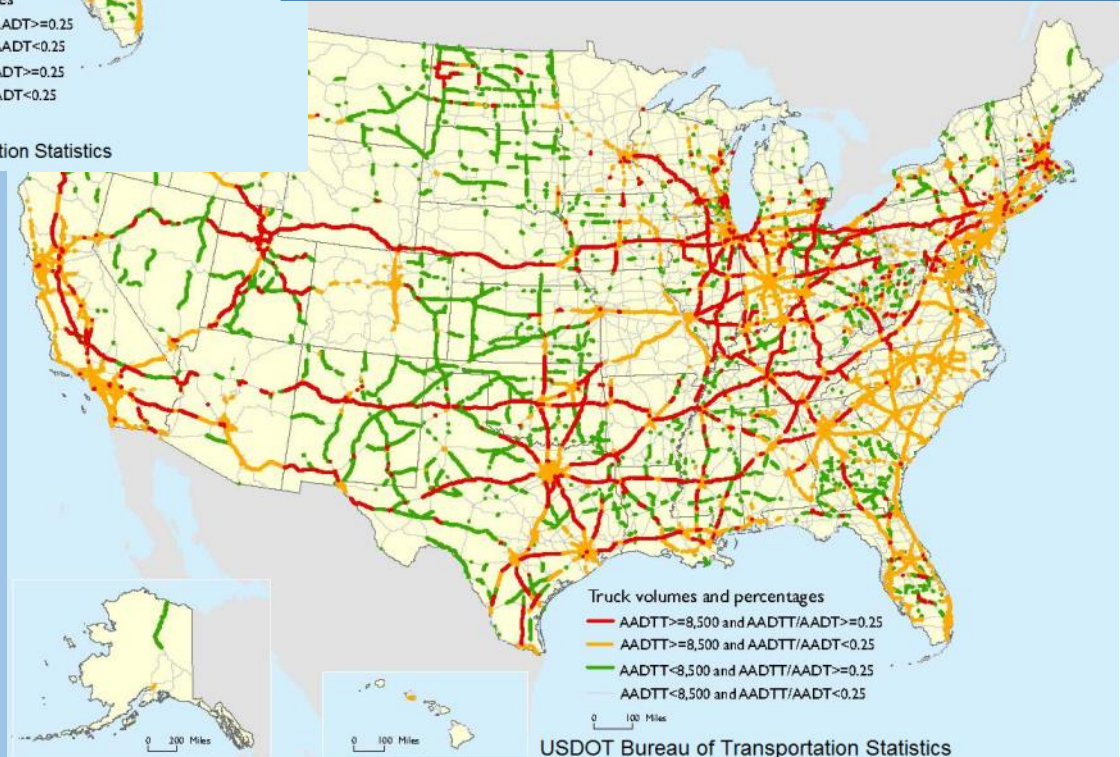 AADT>=0.25
AADT<0.25
ADT>=0.25
ADT<0.25
tion Statistics
Truck volumes and percentages
AADTT>=8,500 and AADTT/AADT>=0.25
AADTT>=8,500 and AADTT/AADT<0.25
AADTT<8,500 and AADTT/AADT>=0.25
AADTT<8,500 and AADTT/AADT<0.25
0 100 Miles
0 200 Miles
0 100 Miles
USDOT Bureau of Transportation Statistics